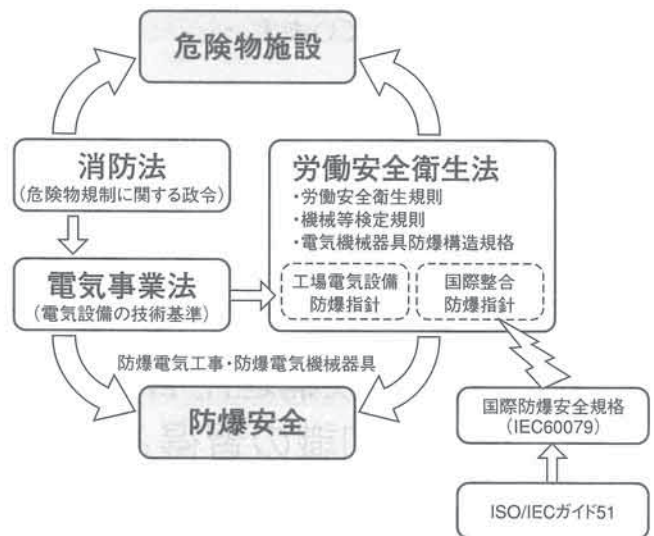 危険物施設
消防法
(危険物規制に関する政令)
労働安全衛生法
・労働安全衛生規則
・機械等検定規則
・電気機械器具防爆構造規格
工場電気設備
防爆指針
国際整合
防爆指針
電気事業法
(電気設備の技術基準)
防爆電気工事・防爆電気機械器具
防爆安全
国際防爆安全規格
(IEC60079)
ISO/IECガイド51